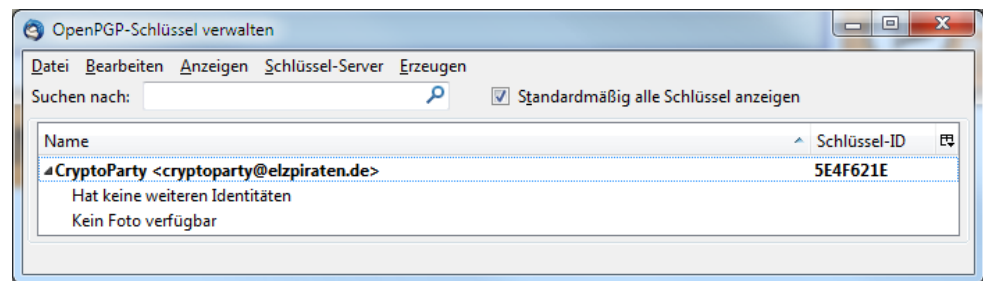 OpenPGP-Schlüssel verwalten
Datei Bearbeiten Anzeigen Schlüssel-Server Erzeugen
Suchen nach: Standardmäßig alle Schlüssel anzeigen
Name Schlüssel-ID
CryptoParty <cryptoparty@elzpiraten.de> 5E4F621E
Hat keine weiteren Identitäten
Kein Foto verfügbar